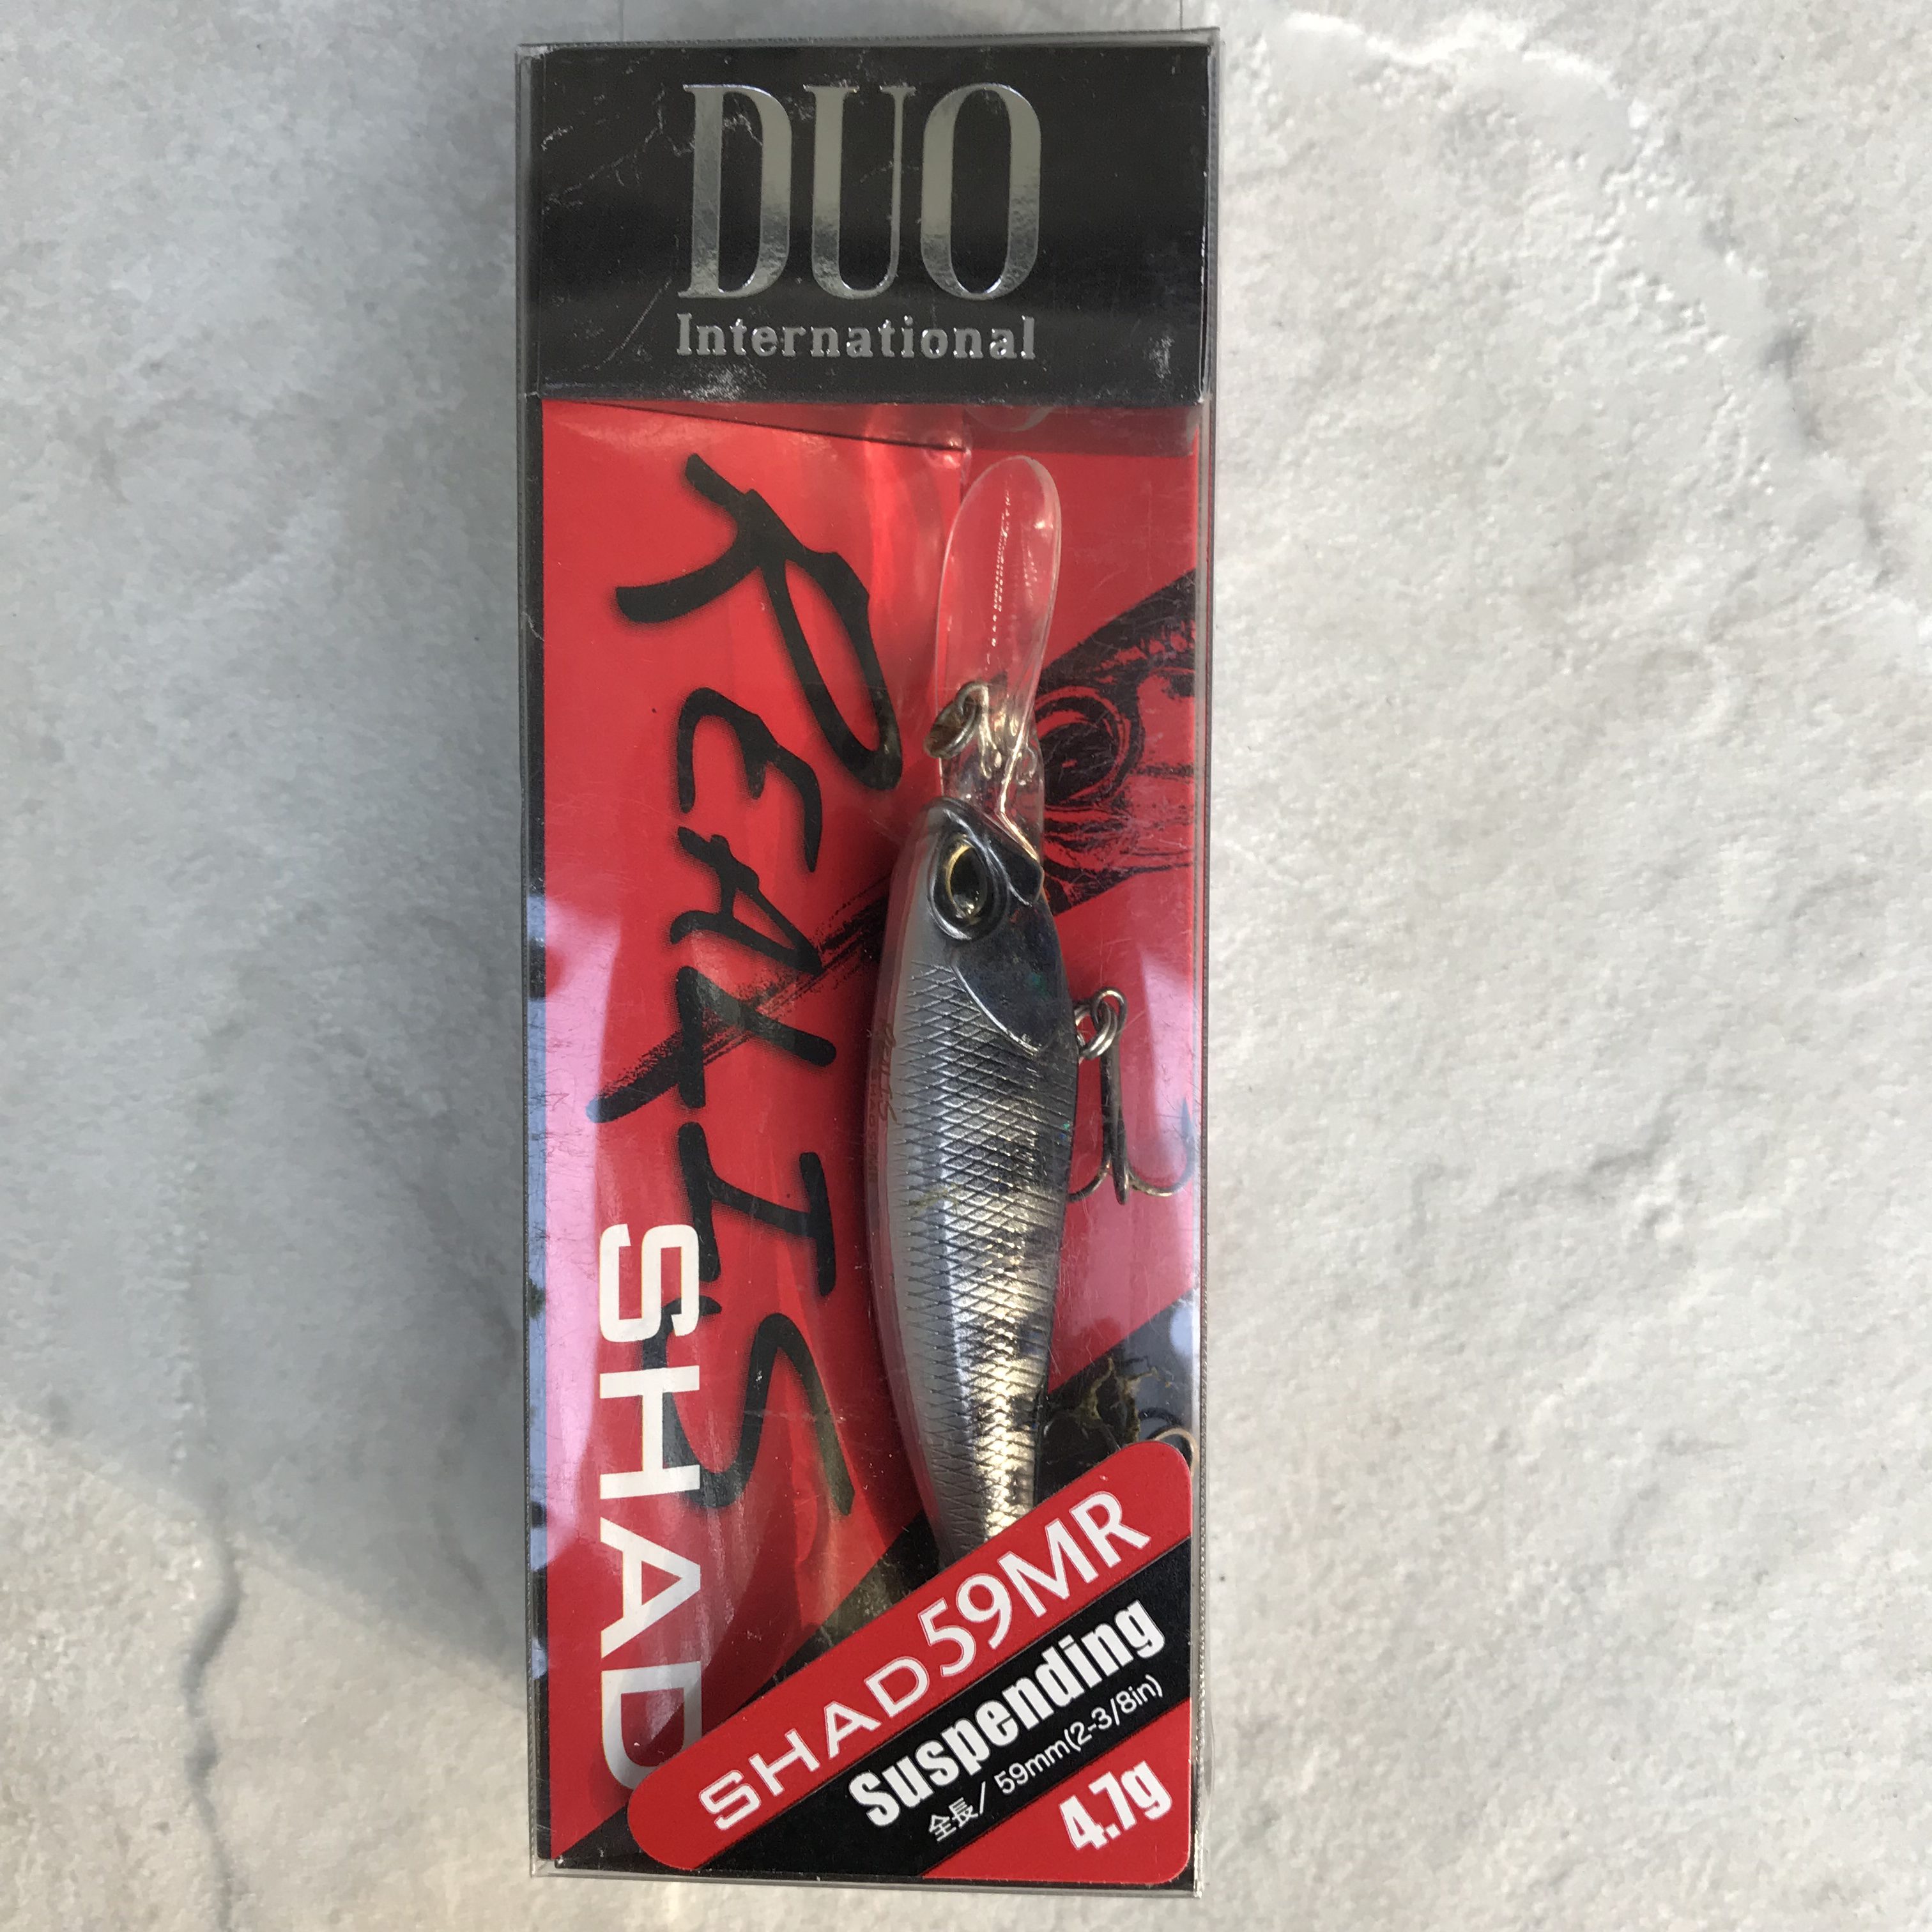 DUO
International
REALIS
SHAD
SHAD59MR
Suspending
全長/ 59mm(2-3/8in)
4.7g